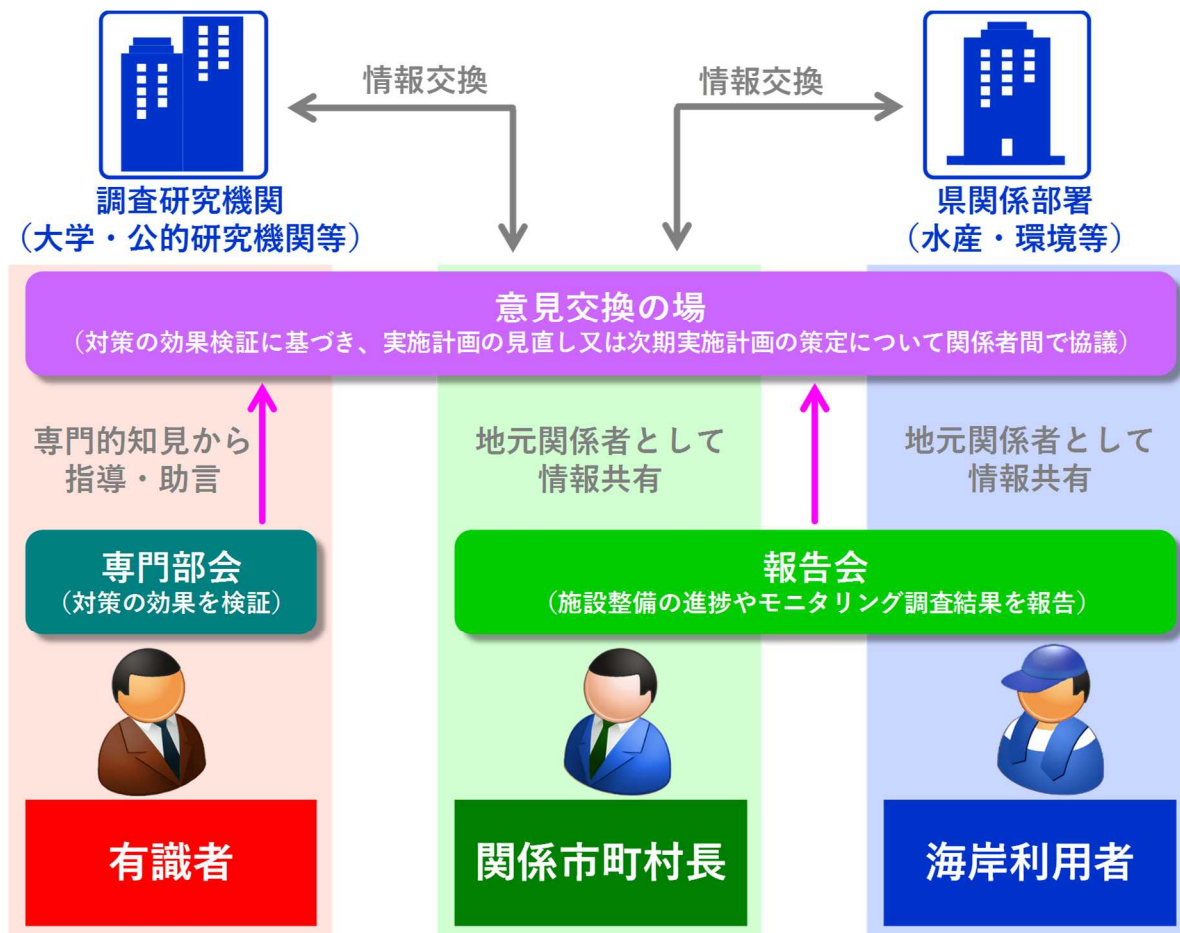 情報交換
情報交換
調査研究機関
（大学・公的研究機関等）
県関係部署
（水産・環境等）
意見交換の場
（対策の効果検証に基づき、実施計画の見直し又は次期実施計画の策定について関係者間で協議）
専門的知見から
指導・助言
地元関係者として
情報共有
地元関係者として
情報共有
専門部会
（対策の効果を検証）
報告会
（施設整備の進捗やモニタリング調査結果を報告）
有識者
関係市町村長
海岸利用者